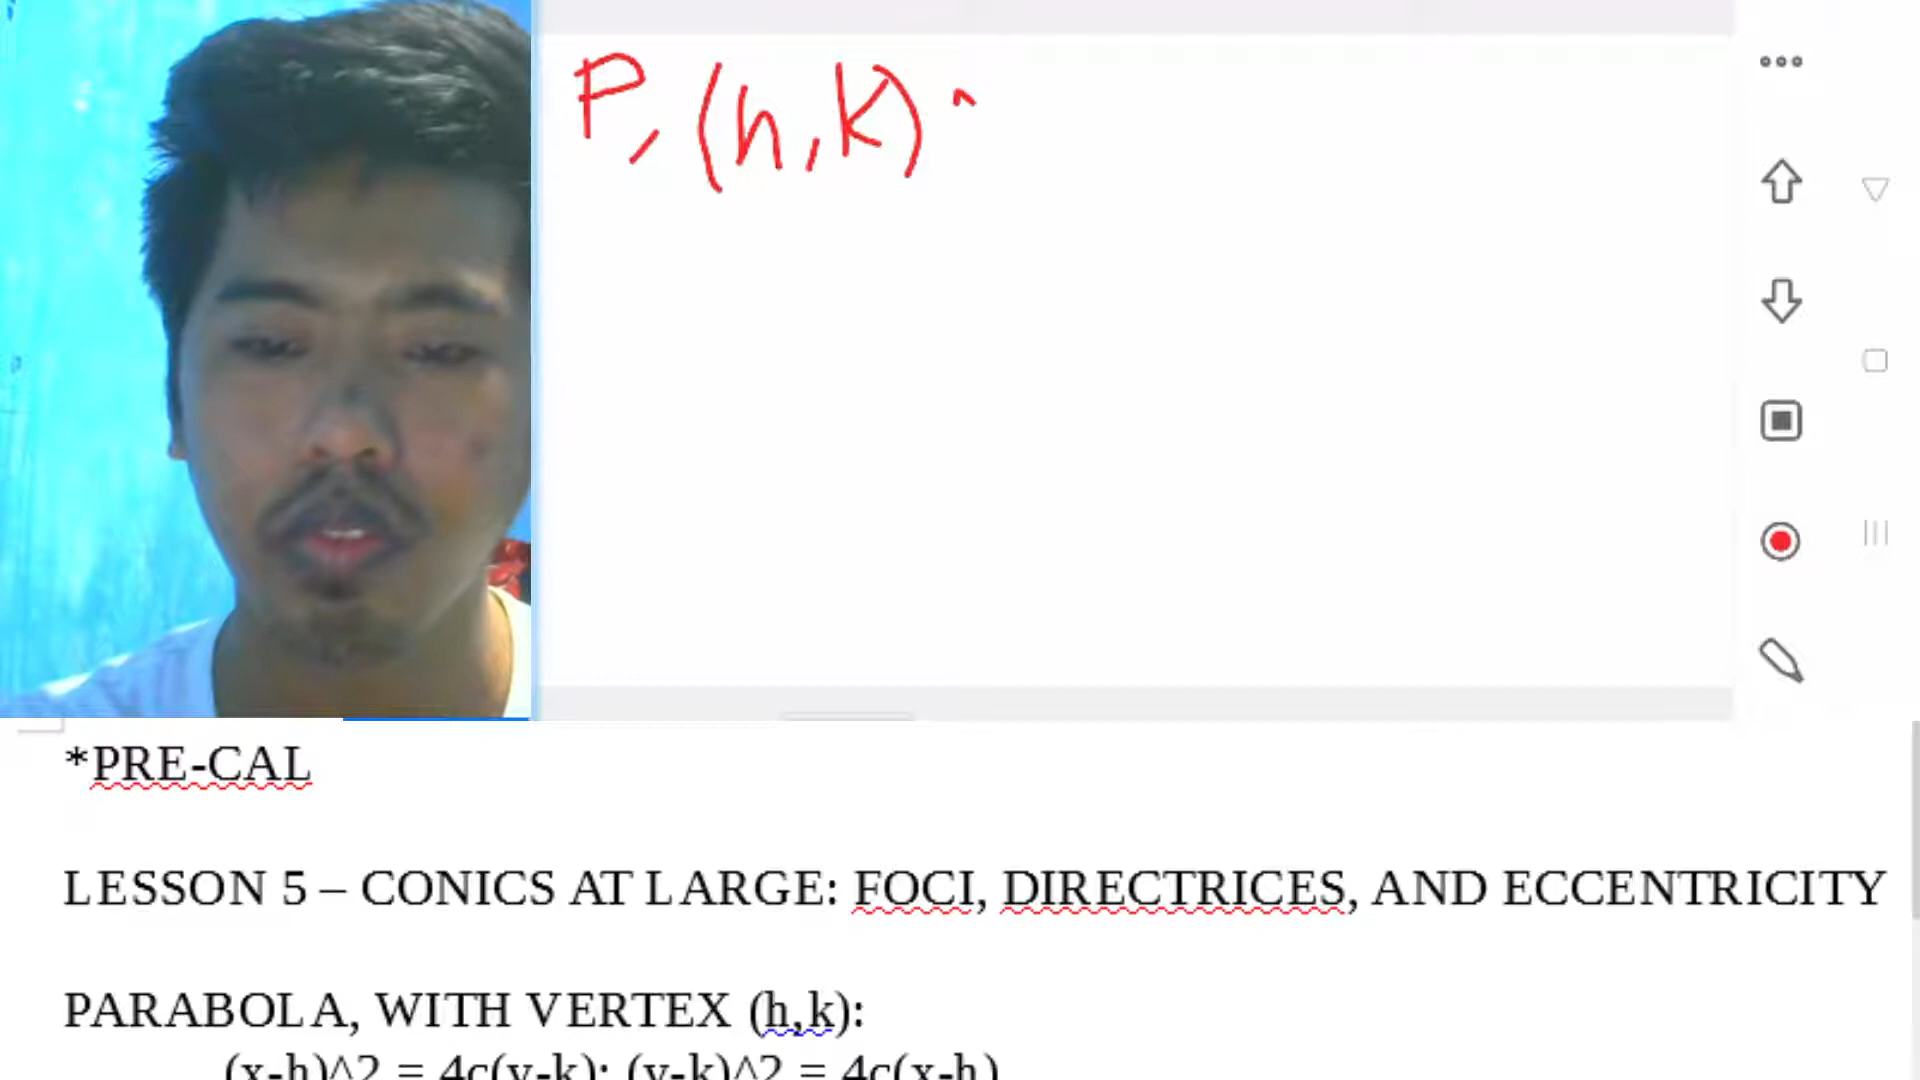 P, (h,k) :
*PRE-CAL
LESSON 5 – CONICS AT LARGE: FOCI, DIRECTRICES, AND ECCENTRICITY
PARABOLA, WITH VERTEX (h,k):
(x-h)^2 = 4c(y-k); (y-k)^2 = 4c(x-h)